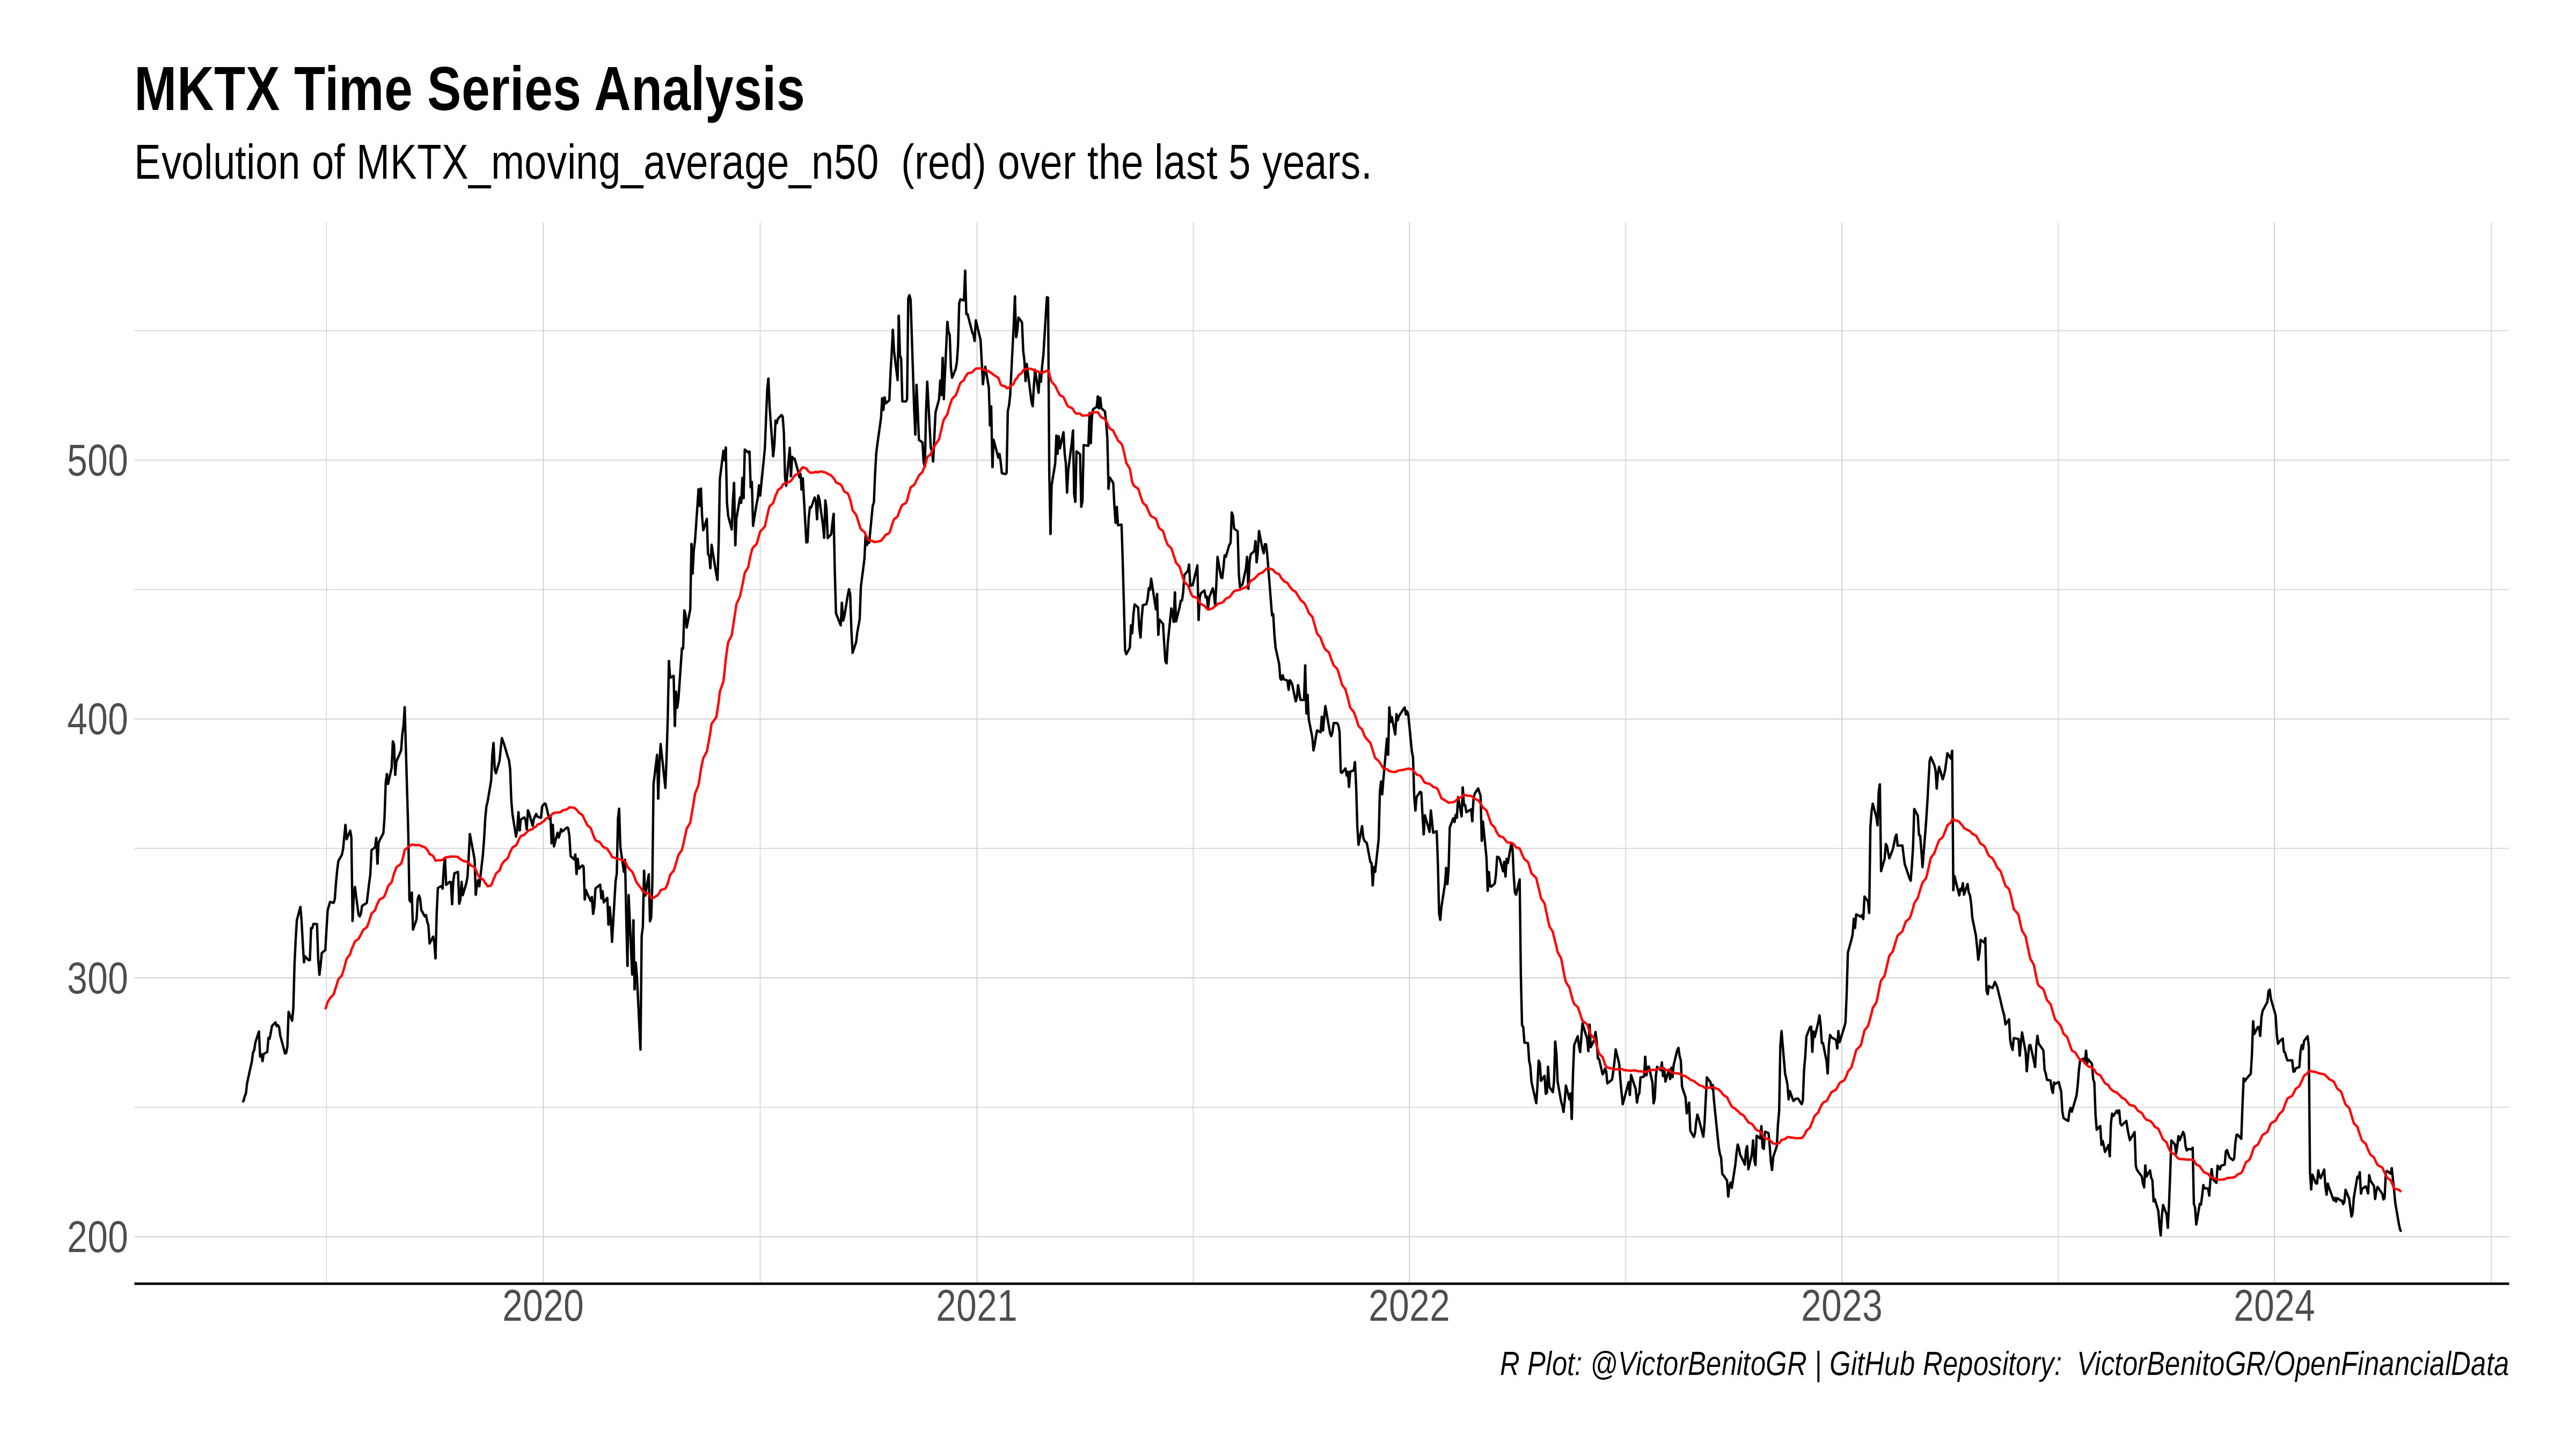 MKTX Time Series Analysis
Evolution of MKTX_moving_average_n50  (red) over the last 5 years.
500
400
300
200
2020 2021 2022 2023 2024
R Plot: @VictorBenitoGR | GitHub Repository:  VictorBenitoGR/OpenFinancialData